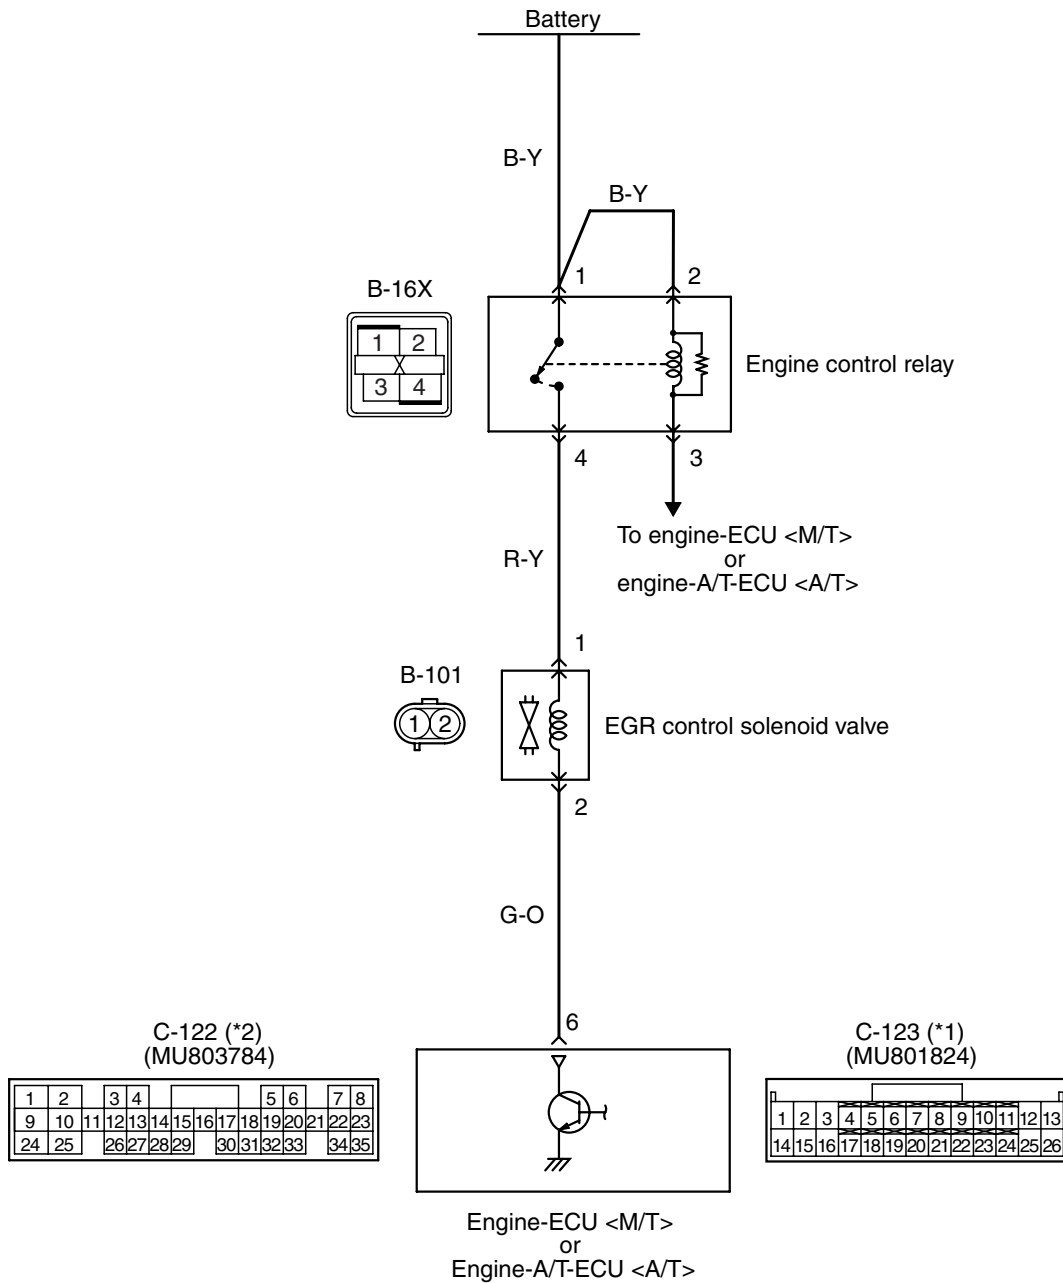 Battery
B-Y
B-Y
1
2
B-16X
1 2
3 4
Engine control relay
4
3
To engine-ECU <M/T>
or
engine-A/T-ECU <A/T>
R-Y
1
B-101
1 2
EGR control solenoid valve
2
G-O
6
C-122 (*2)
(MU803784)
1 2 3 4 5 6 7 8
9 10 11 12 13 14 15 16 17 18 19 20 21 22 23
24 25 26 27 28 29 30 31 32 33 34 35
C-123 (*1)
(MU801824)
1 2 3 4 5 6 7 8 9 10 11 12 13
14 15 16 17 18 19 20 21 22 23 24 25 26
Engine-ECU <M/T>
or
Engine-A/T-ECU <A/T>